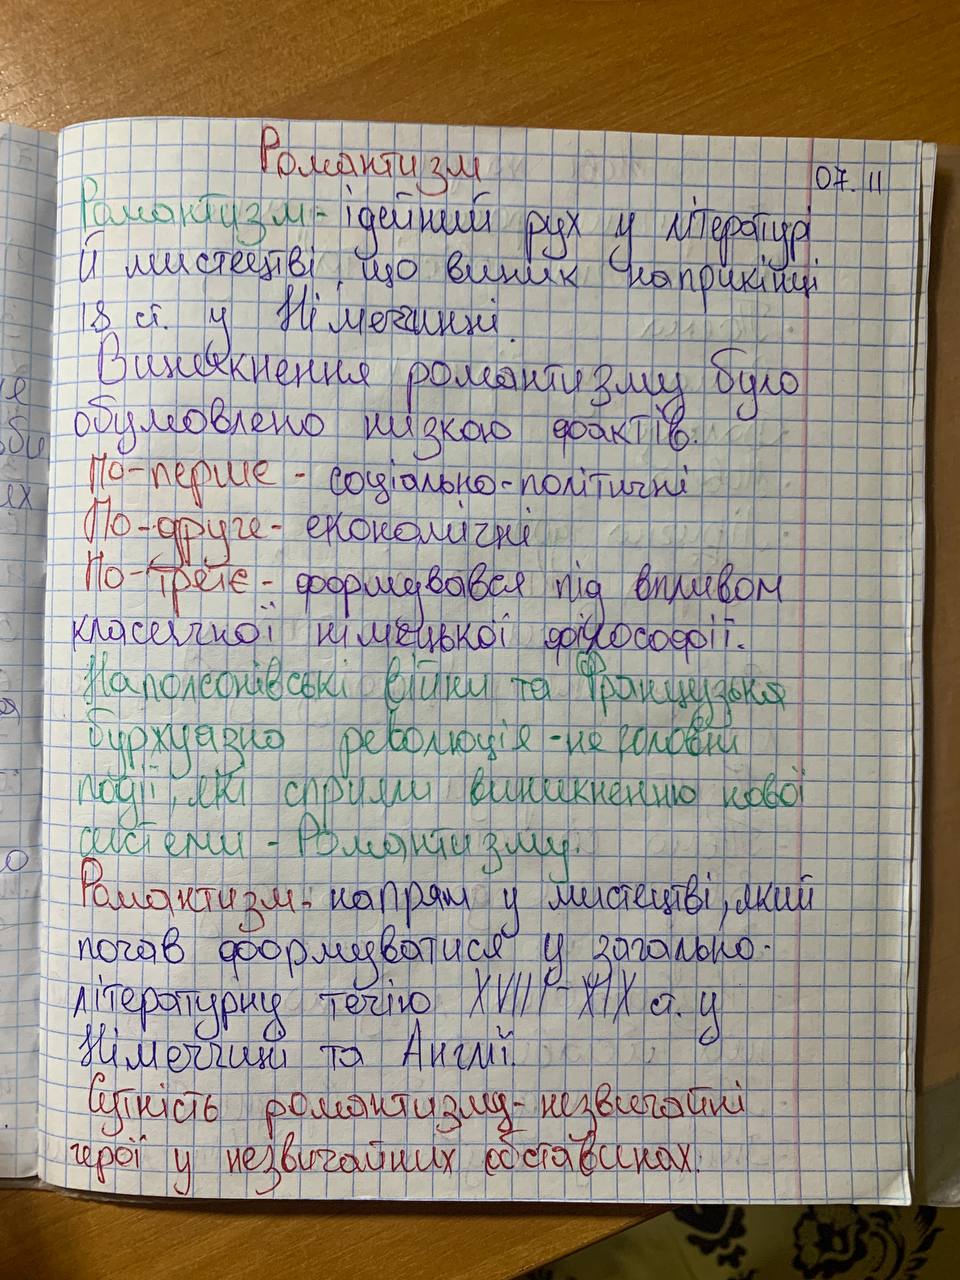 Романтизм
07. 11
Романтизм - ідейний рух у літературі
й мистецтві, що виник наприкінці
18 ст. у Німеччині.
Виникнення романтизму було
обумовлено низкою фактів.
По-перше - соціально-політичні
По-друге - економічні
По-третє - формувався під впливом
класичної німецької філософії.
Наполеонівські війни та Французька
буржуазна революція - не головні
події, які сприяли виникненню нової
системи - Романтизму.
Романтизм - напрям у мистецтві, який
почав формуватися у загально-
літературну течію XVIII - XIX ст. у
Німеччині та Англії.
Сутність романтизму - незвичайні
герої у незвичайних обставинах.